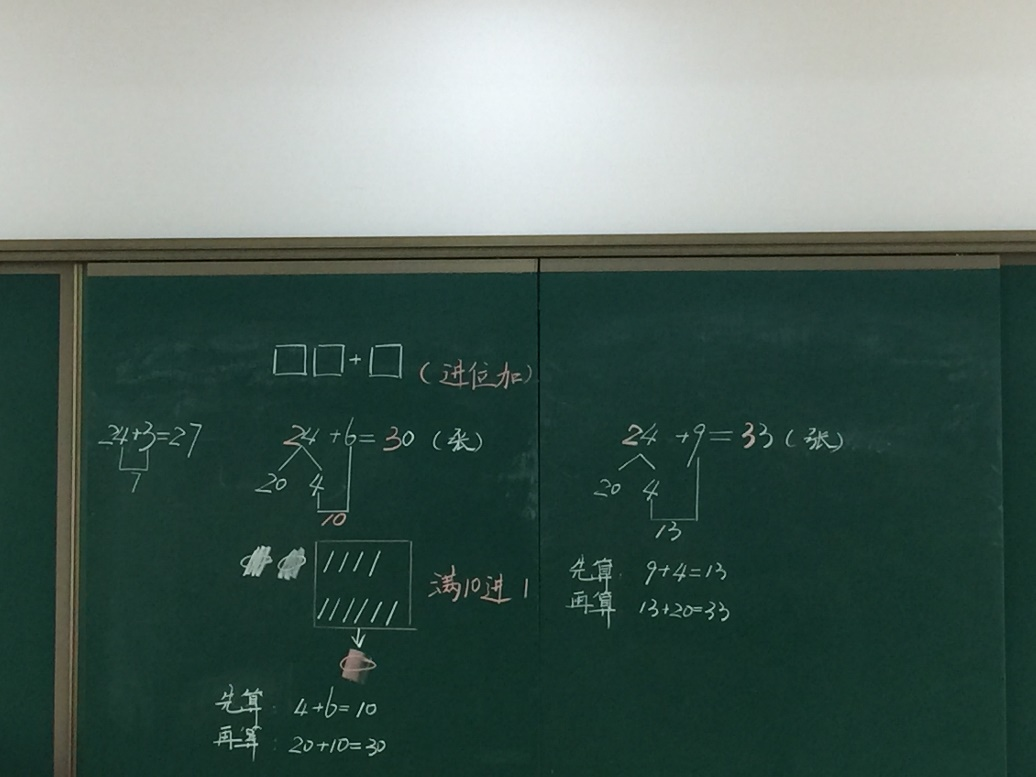 □□+□（进位加）
24+3=27
7
24+6=30（张）
20 4
10
满10进1
先算：4+6=10
再算：20+10=30
24+9=33（张）
20 4
13
先算：9+4=13
再算 13+20=33